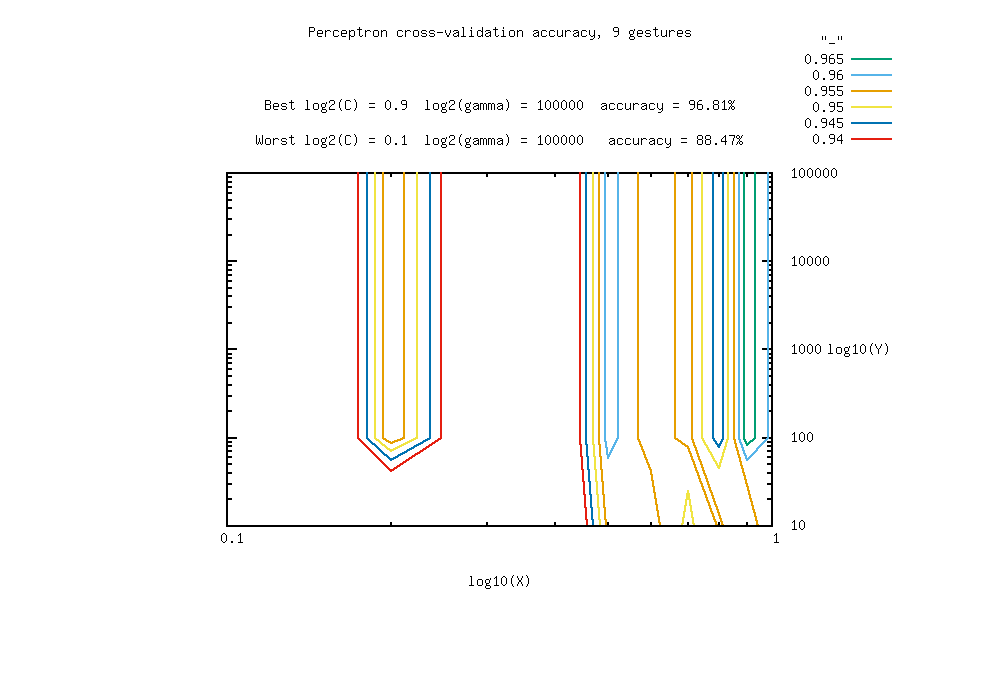 Perceptron cross-validation accuracy, 9 gestures
"_"
0.965
0.96
0.955
0.95
0.945
0.94
Best log2(C) = 0.9  log2(gamma) = 100000  accuracy = 96.81%
Worst log2(C) = 0.1  log2(gamma) = 100000   accuracy = 88.47%
100000
10000
1000 log10(Y)
100
10
0.1 1
log10(X)